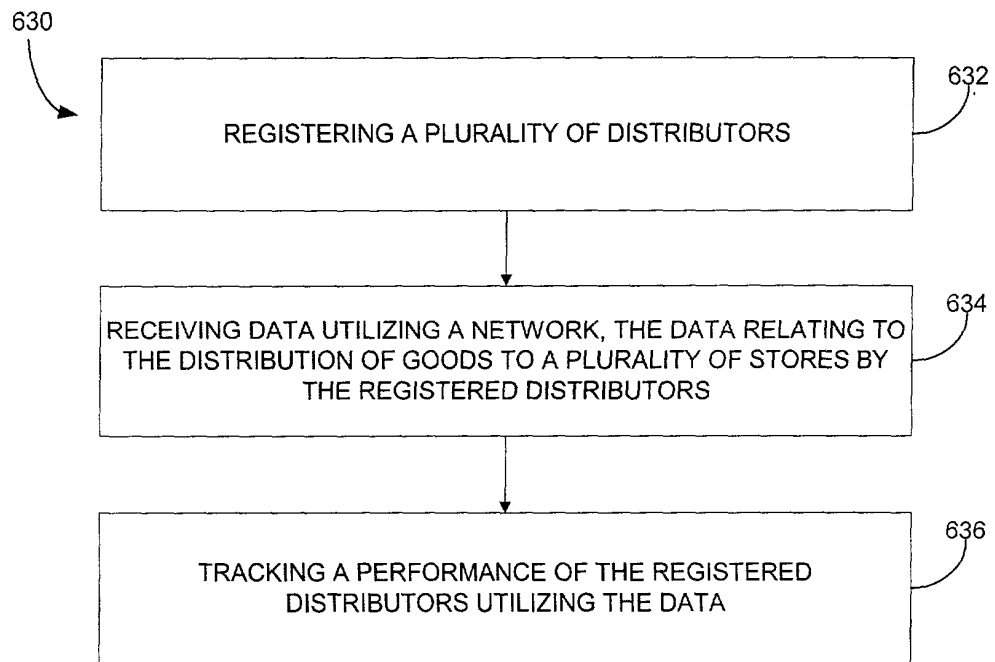 630
632
REGISTERING A PLURALITY OF DISTRIBUTORS
634
RECEIVING DATA UTILIZING A NETWORK, THE DATA RELATING TO
THE DISTRIBUTION OF GOODS TO A PLURALITY OF STORES BY
THE REGISTERED DISTRIBUTORS
636
TRACKING A PERFORMANCE OF THE REGISTERED
DISTRIBUTORS UTILIZING THE DATA